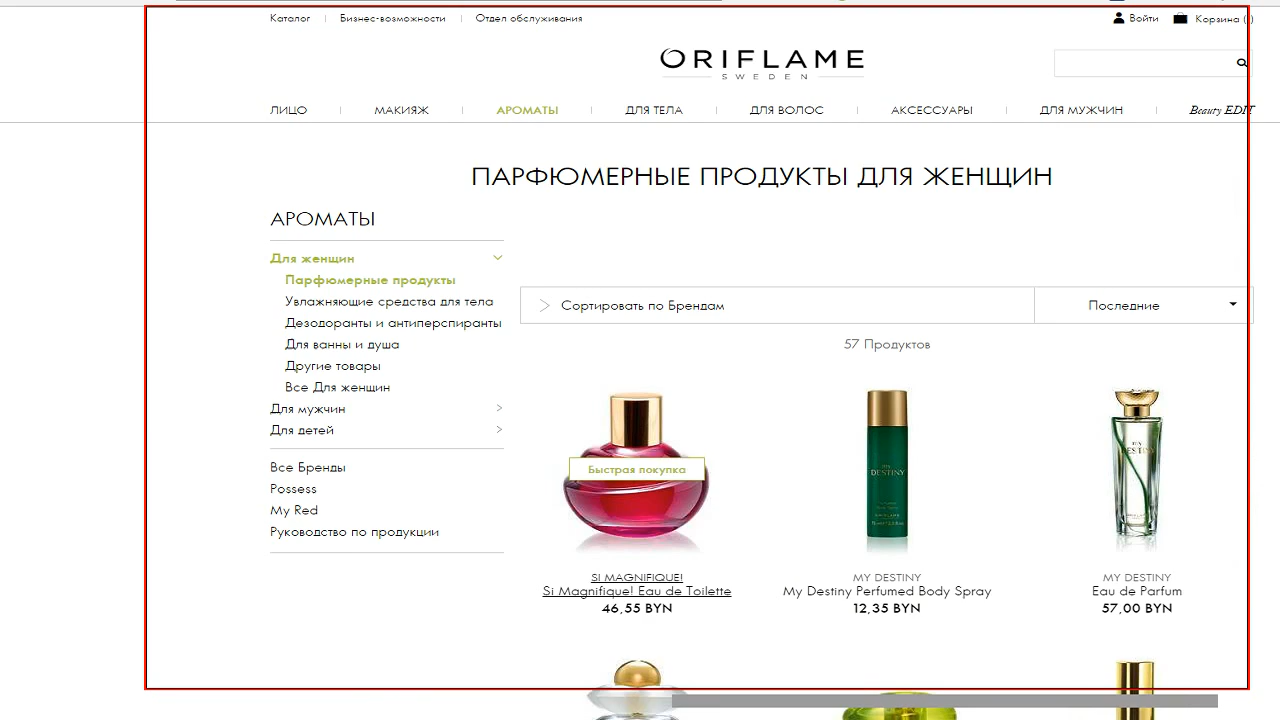 Каталог Бизнес-возможности Отдел обслуживания Войти Корзина
ORIFLAME
SWEDEN
ЛИЦО МАКИЯЖ АРОМАТЫ ДЛЯ ТЕЛА ДЛЯ ВОЛОС АКСЕССУАРЫ ДЛЯ МУЖЧИН Beauty EDIT
ПАРФЮМЕРНЫЕ ПРОДУКТЫ ДЛЯ ЖЕНЩИН
АРОМАТЫ
Для женщин
Парфюмерные продукты
Увлажняющие средства для тела
Дезодоранты и антиперспиранты
Для ванны и душа
Другие товары
Все Для женщин
Для мужчин
Для детей
Все Бренды
Possess
My Red
Руководство по продукции
Сортировать по Брендам Последние
57 Продуктов
Быстрая покупка
DESTINY
SI MAGNIFIQUE!
Si Magnifique! Eau de Toilette
46,55 BYN
MY DESTINY
My Destiny Perfumed Body Spray
12,35 BYN
MY DESTINY
Eau de Parfum
57,00 BYN